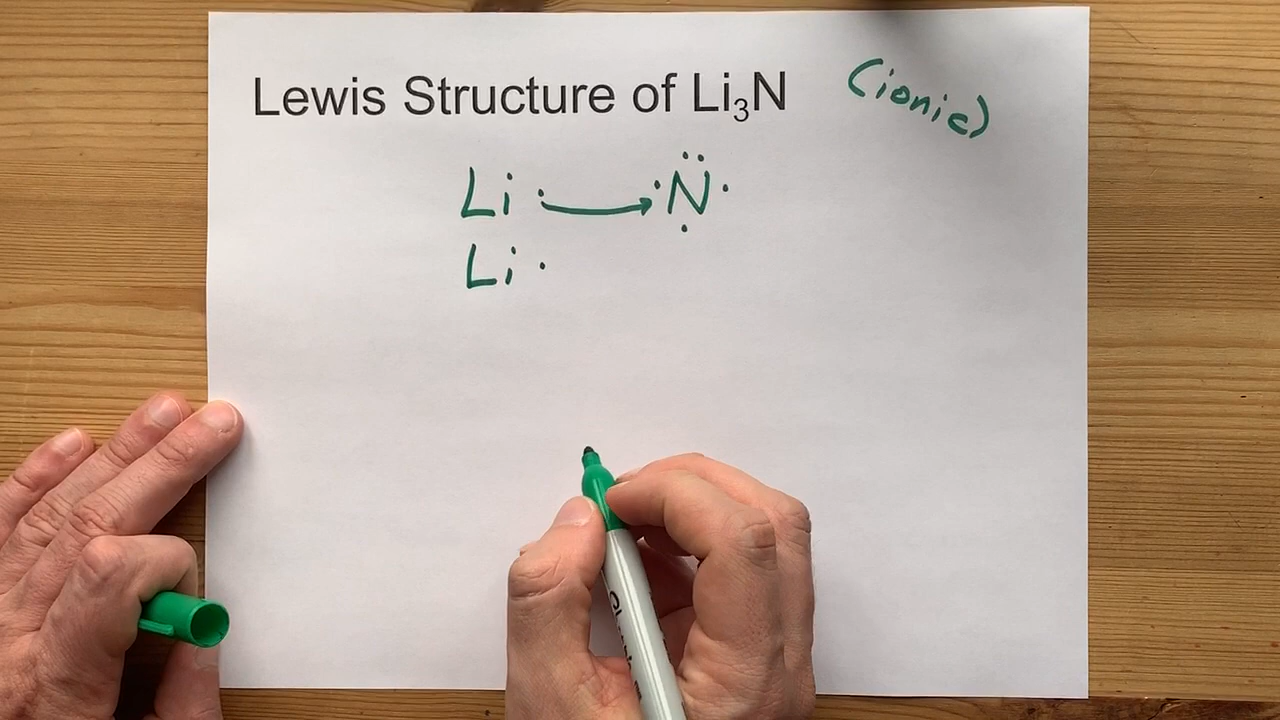 Lewis Structure of Li₃N (ionic)
Li · → ·N̈·
Li ·